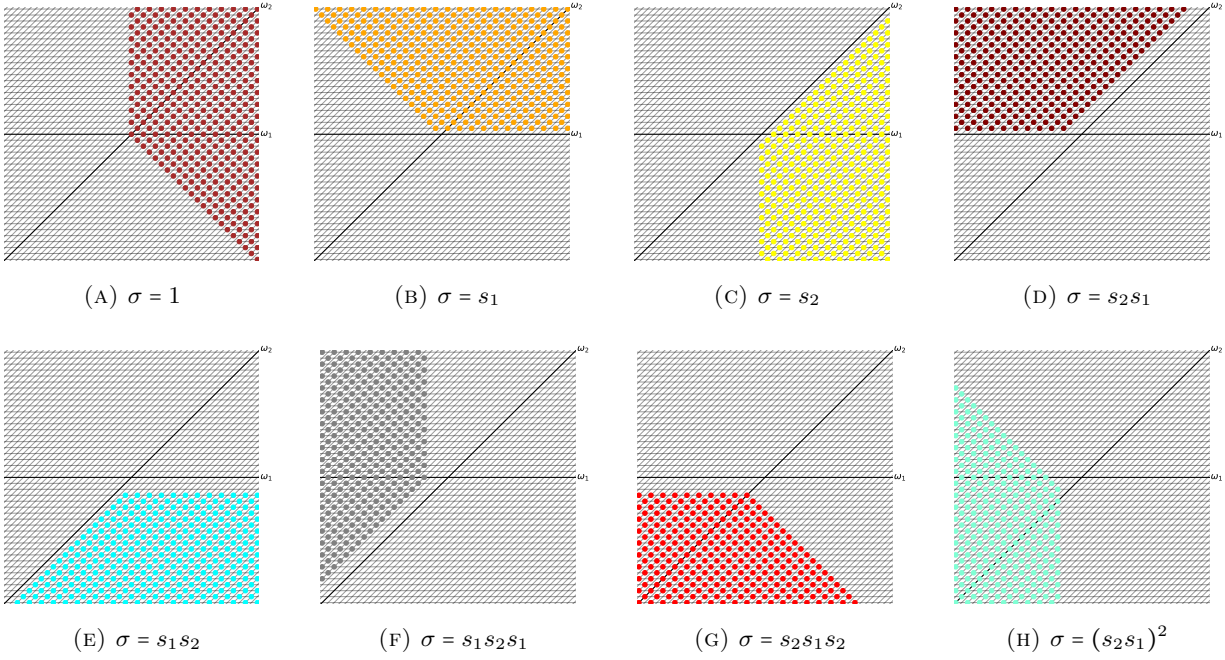 ω₂ ω₂ ω₂ ω₂
ω₁ ω₁ ω₁ ω₁
(A) σ = 1 (B) σ = s₁ (C) σ = s₂ (D) σ = s₂s₁
ω₂ ω₂ ω₂ ω₂
ω₁ ω₁ ω₁ ω₁
(E) σ = s₁s₂ (F) σ = s₁s₂s₁ (G) σ = s₂s₁s₂ (H) σ = (s₂s₁)²